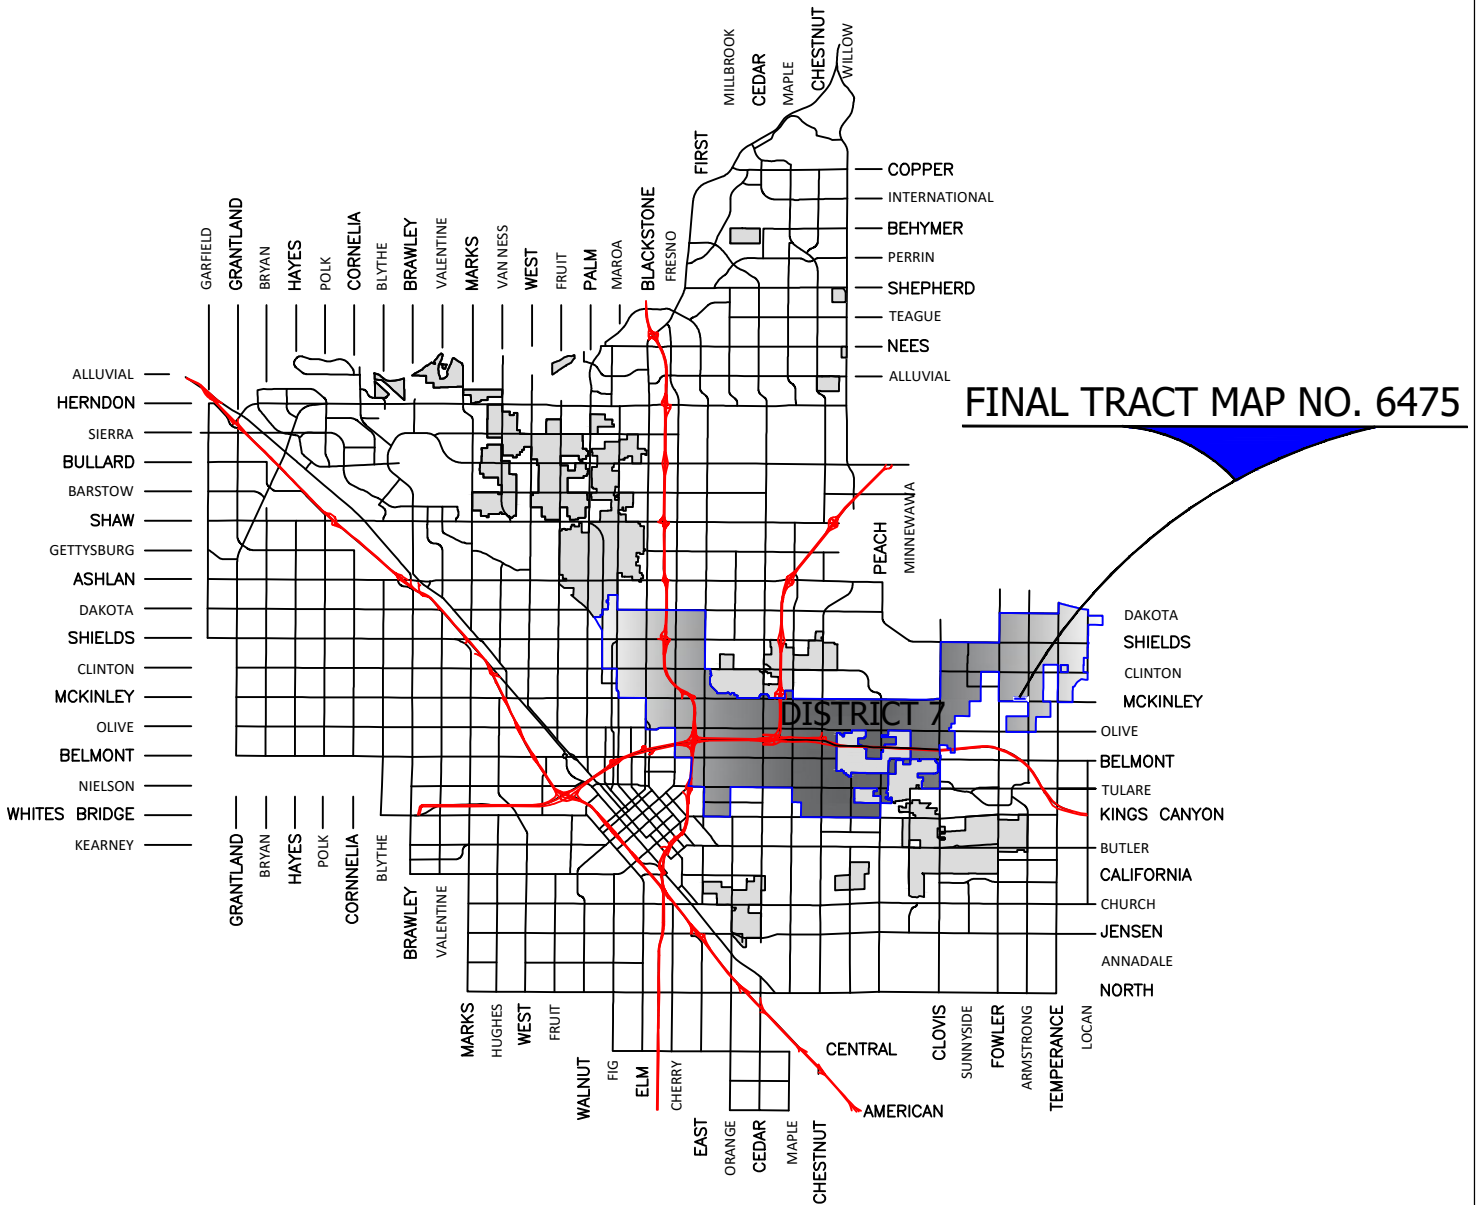 MILLBROOK
CEDAR
MAPLE
CHESTNUT
WILLOW
FIRST
COPPER
INTERNATIONAL
BEHYMER
PERRIN
SHEPHERD
TEAGUE
NEES
ALLUVIAL
GARFIELD
GRANTLAND
BRYAN
HAYES
POLK
CORNELIA
BLYTHE
BRAWLEY
VALENTINE
MARKS
VAN NESS
WEST
FRUIT
PALM
MAROA
BLACKSTONE
FRESNO
ALLUVIAL
HERNDON
SIERRA
BULLARD
BARSTOW
SHAW
GETTYSBURG
ASHLAN
DAKOTA
SHIELDS
CLINTON
MCKINLEY
OLIVE
BELMONT
NIELSON
WHITES BRIDGE
KEARNEY
FINAL TRACT MAP NO. 6475
PEACH
MINNEWAWA
DISTRICT 7
DAKOTA
SHIELDS
CLINTON
MCKINLEY
OLIVE
BELMONT
TULARE
KINGS CANYON
BUTLER
CALIFORNIA
CHURCH
JENSEN
ANNADALE
NORTH
GRANTLAND
BRYAN
HAYES
POLK
CORNNELIA
BLYTHE
BRAWLEY
VALENTINE
MARKS
HUGHES
WEST
FRUIT
WALNUT
FIG
ELM
CHERRY
EAST
ORANGE
CEDAR
MAPLE
CHESTNUT
CENTRAL
AMERICAN
CLOVIS
SUNNYSIDE
FOWLER
ARMSTRONG
TEMPERANCE
LOCAN